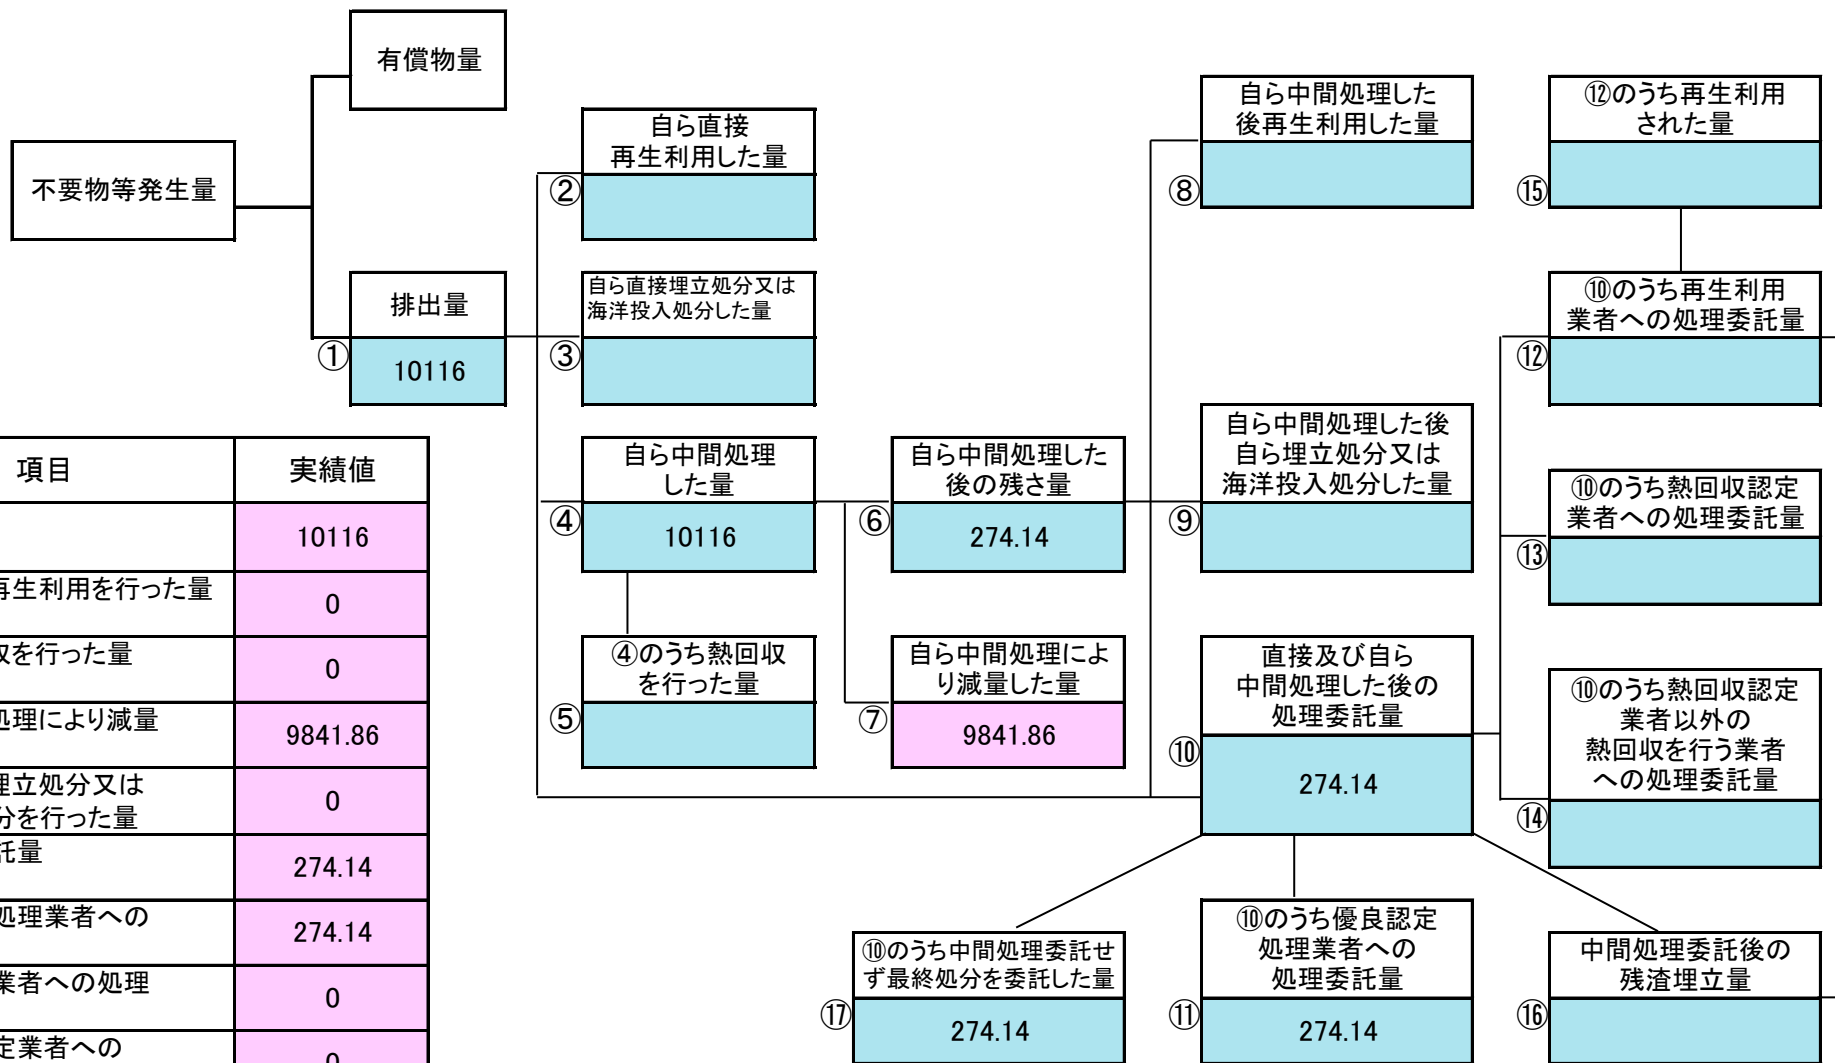 有償物量
不要物等発生量
排出量
①
10116
自ら直接
再生利用した量
②
自ら直接埋立処分又は
海洋投入処分した量
③
自ら中間処理
した量
④
10116
④のうち熱回収
を行った量
⑤
自ら中間処理した
後の残さ量
⑥
274.14
自ら中間処理によ
り減量した量
⑦
9841.86
自ら中間処理した
後再生利用した量
⑧
自ら中間処理した後
自ら埋立処分又は
海洋投入処分した量
⑨
直接及び自ら
中間処理した後の
処理委託量
⑩
274.14
⑫のうち再生利用
された量
⑮
⑩のうち再生利用
業者への処理委託量
⑫
⑩のうち熱回収認定
業者への処理委託量
⑬
⑩のうち熱回収認定
業者以外の
熱回収を行う業者
への処理委託量
⑭
⑩のうち中間処理委託せ
ず最終処分を委託した量
⑰
274.14
⑩のうち優良認定
処理業者への
処理委託量
⑪
274.14
中間処理委託後の
残渣埋立量
⑯
項目 実績値
10116
再生利用を行った量
0
を行った量
0
処理により減量
9841.86
埋立処分又は
分を行った量
0
託量
274.14
処理業者への
274.14
業者への処理
0
定業者への
0